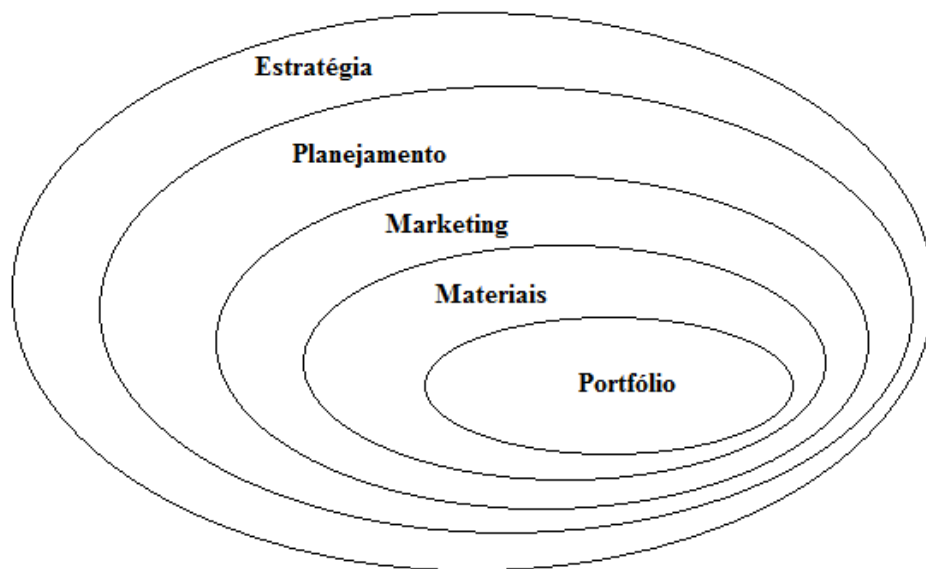 Estratégia
Planejamento
Marketing
Materiais
Portfólio